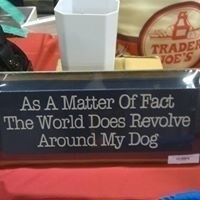 TRADER
JOE'S
As A Matter Of Fact
The World Does Revolve
Around My Dog